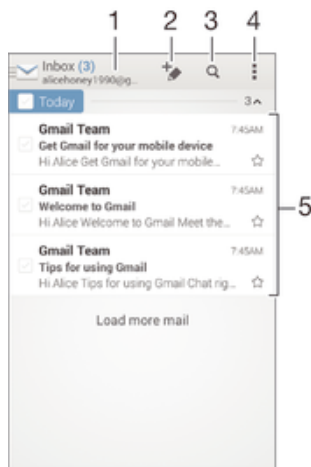 1 2 3 4
Inbox (3)
alicehoney1990@g...
Today 3
Gmail Team 7:45AM
Get Gmail for your mobile device
Hi Alice Get Gmail for your mobile...
Gmail Team 7:45AM
Welcome to Gmail
Hi Alice Welcome to Gmail Meet the...
5
Gmail Team 7:45AM
Tips for using Gmail
Hi Alice Tips for using Gmail Chat rig...
Load more mail